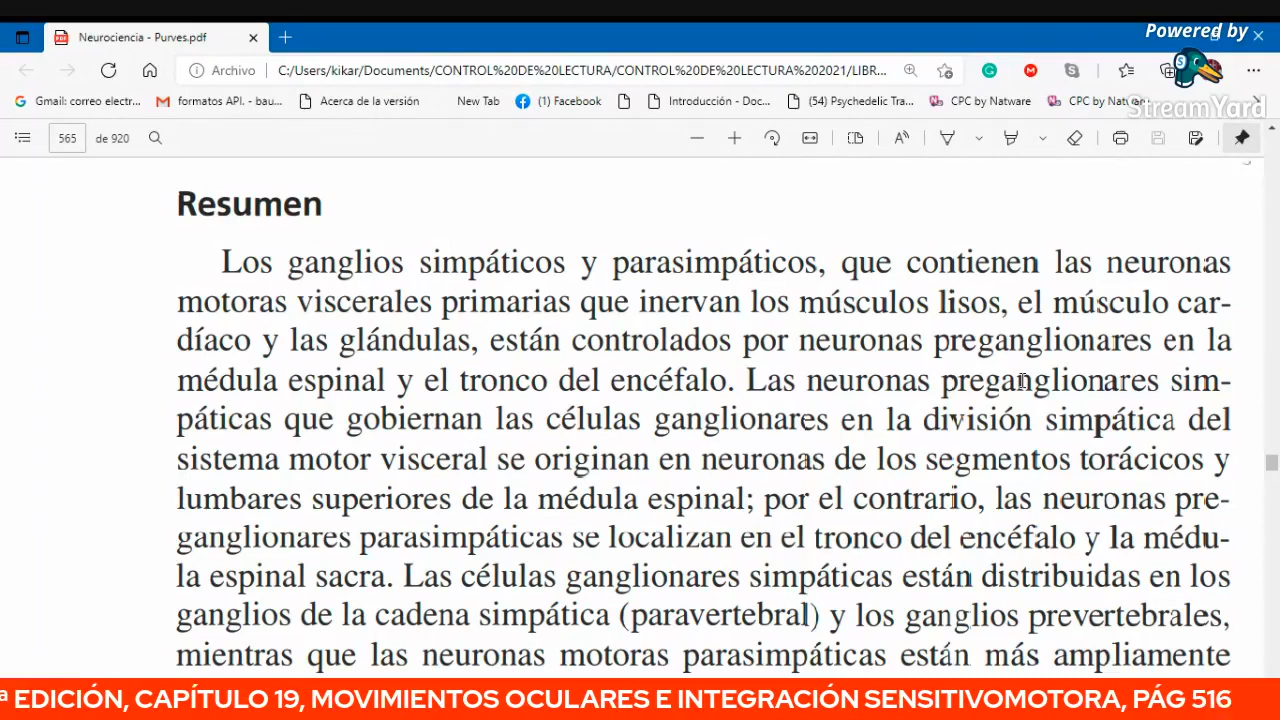 Powered by
Neurociencia - Purves.pdf
Archivo C:/Users/kikar/Documents/CONTROL%20DE%20LECTURA/CONTROL%20DE%20LECTURA%202021/LIBR...
StreamYard
Gmail: correo electr... formatos API. - bau... Acerca de la versión New Tab (1) Facebook Introducción - Doc... (54) Psychedelic Tra... CPC by Natware CPC by Natware
565 de 920
Resumen
Los ganglios simpáticos y parasimpáticos, que contienen las neuronas
motoras viscerales primarias que inervan los músculos lisos, el músculo car-
díaco y las glándulas, están controlados por neuronas preganglionares en la
médula espinal y el tronco del encéfalo. Las neuronas preganglionares sim-
páticas que gobiernan las células ganglionares en la división simpática del
sistema motor visceral se originan en neuronas de los segmentos torácicos y
lumbares superiores de la médula espinal; por el contrario, las neuronas pre-
ganglionares parasimpáticas se localizan en el tronco del encéfalo y la médu-
la espinal sacra. Las células ganglionares simpáticas están distribuidas en los
ganglios de la cadena simpática (paravertebral) y los ganglios prevertebrales,
mientras que las neuronas motoras parasimpáticas están más ampliamente
ª EDICIÓN, CAPÍTULO 19, MOVIMIENTOS OCULARES E INTEGRACIÓN SENSITIVOMOTORA, PÁG 516